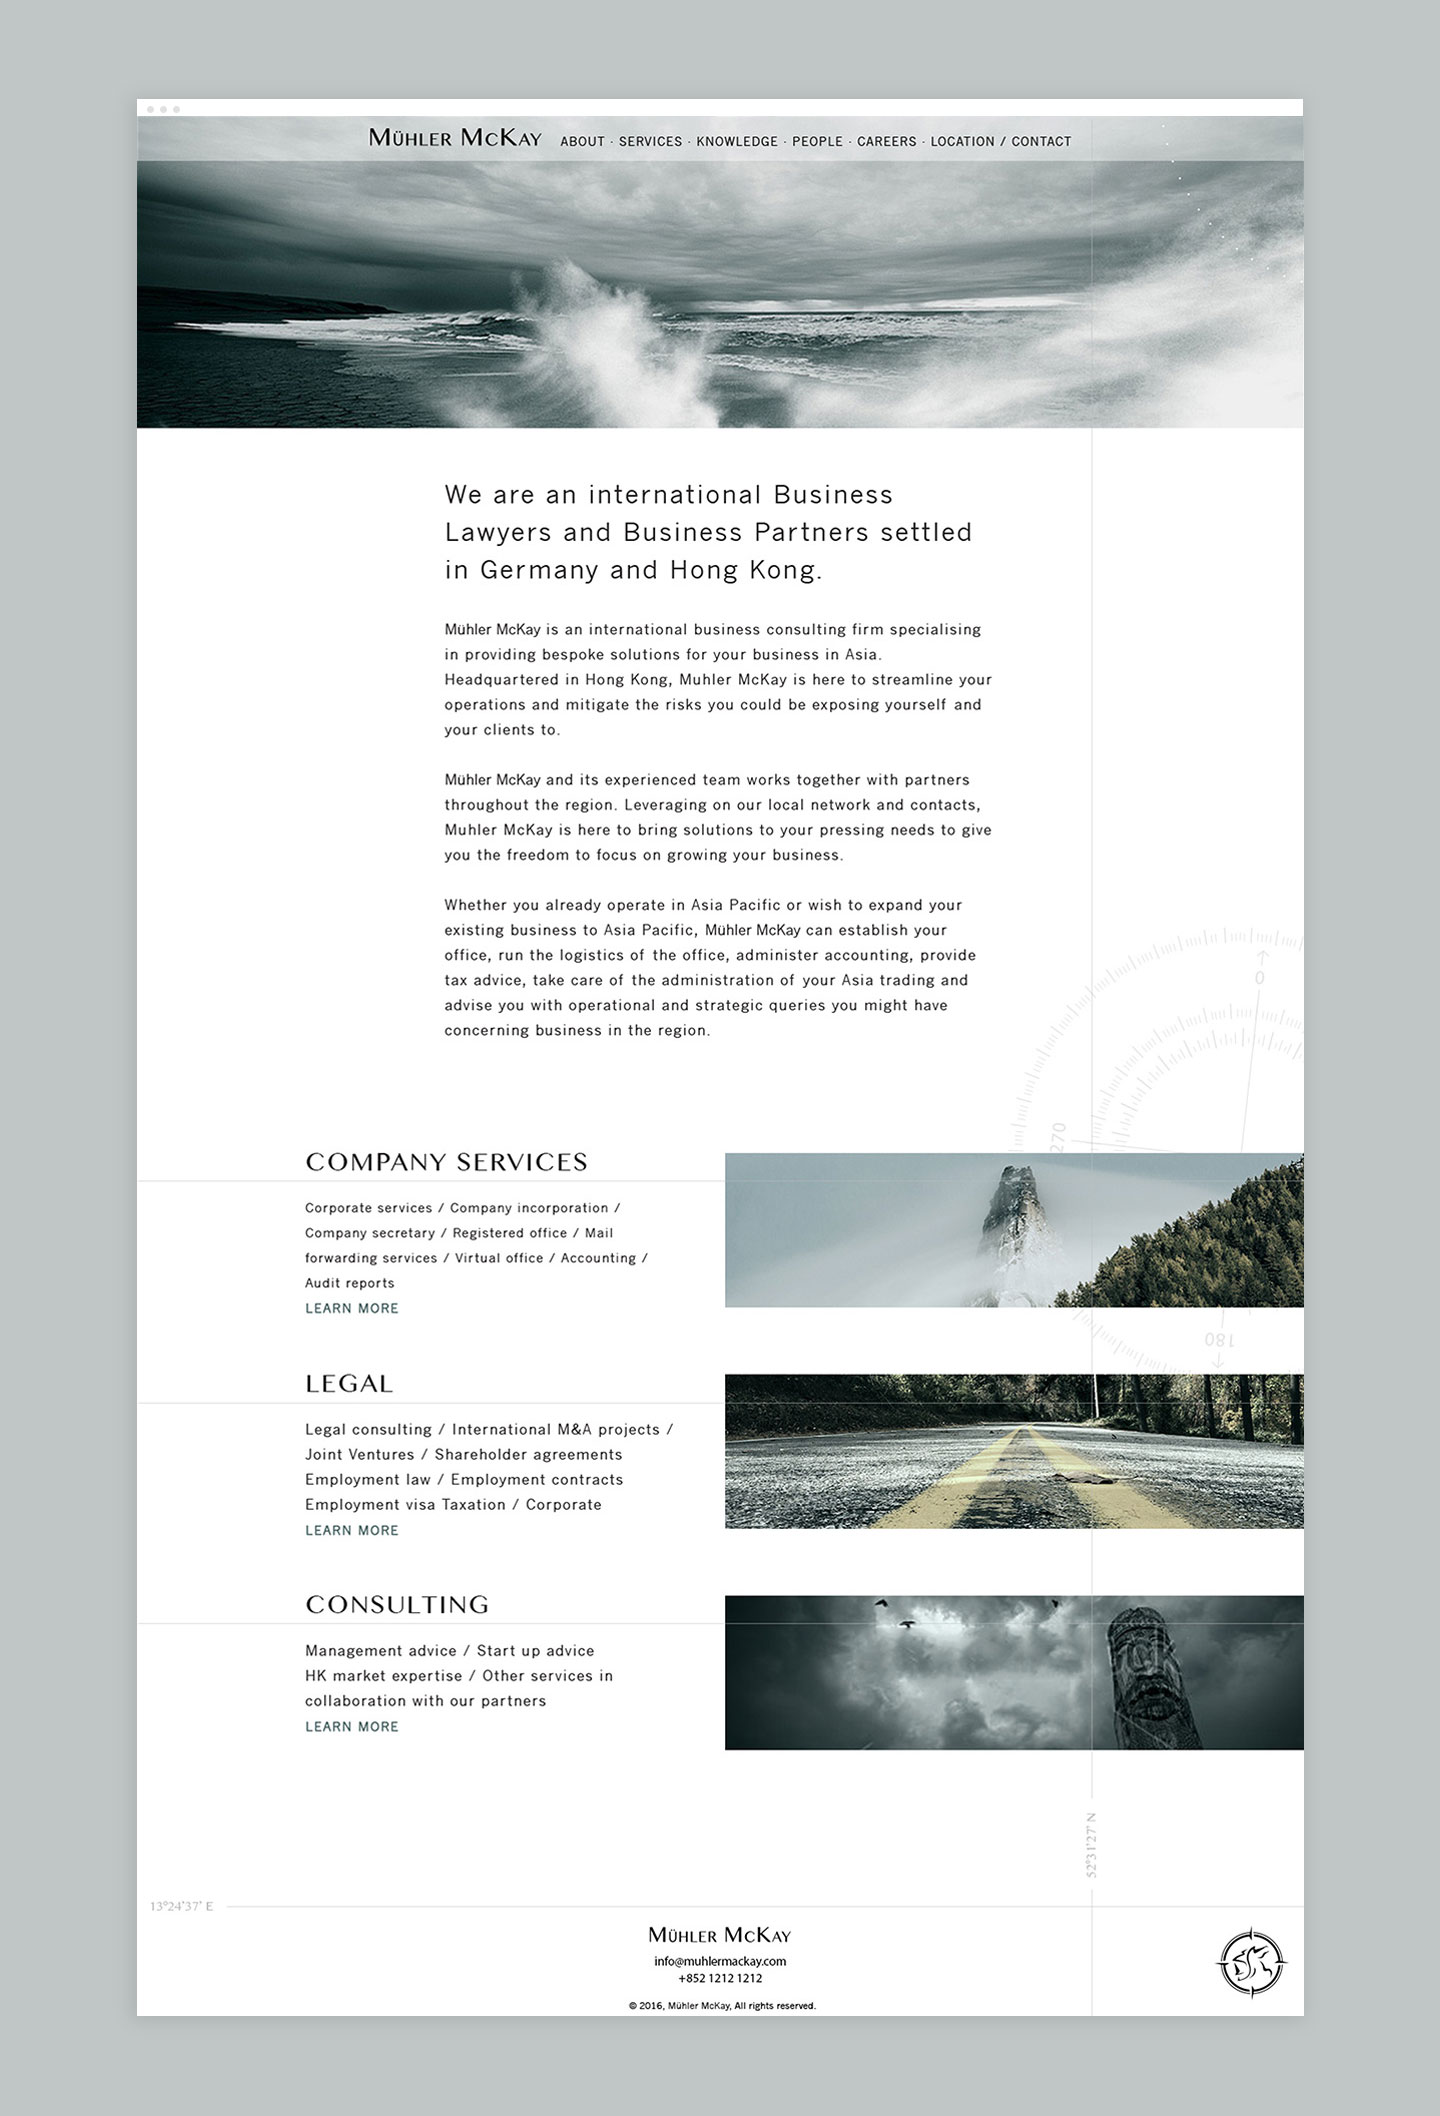 MÜHLER MCKAY ABOUT · SERVICES · KNOWLEDGE · PEOPLE · CAREERS · LOCATION / CONTACT
We are an international Business
Lawyers and Business Partners settled
in Germany and Hong Kong.
Mühler McKay is an international business consulting firm specialising
in providing bespoke solutions for your business in Asia.
Headquartered in Hong Kong, Muhler McKay is here to streamline your
operations and mitigate the risks you could be exposing yourself and
your clients to.
Mühler McKay and its experienced team works together with partners
throughout the region. Leveraging on our local network and contacts,
Muhler McKay is here to bring solutions to your pressing needs to give
you the freedom to focus on growing your business.
Whether you already operate in Asia Pacific or wish to expand your
existing business to Asia Pacific, Mühler McKay can establish your
office, run the logistics of the office, administer accounting, provide
tax advice, take care of the administration of your Asia trading and
advise you with operational and strategic queries you might have
concerning business in the region.
0
270
180
COMPANY SERVICES
Corporate services / Company incorporation /
Company secretary / Registered office / Mail
forwarding services / Virtual office / Accounting /
Audit reports
LEARN MORE
LEGAL
Legal consulting / International M&A projects /
Joint Ventures / Shareholder agreements
Employment law / Employment contracts
Employment visa Taxation / Corporate
LEARN MORE
CONSULTING
Management advice / Start up advice
HK market expertise / Other services in
collaboration with our partners
LEARN MORE
52°31'27" N
13°24'37" E
MÜHLER MCKAY
info@muhlermackay.com
+852 1212 1212
© 2016, Mühler McKay, All rights reserved.